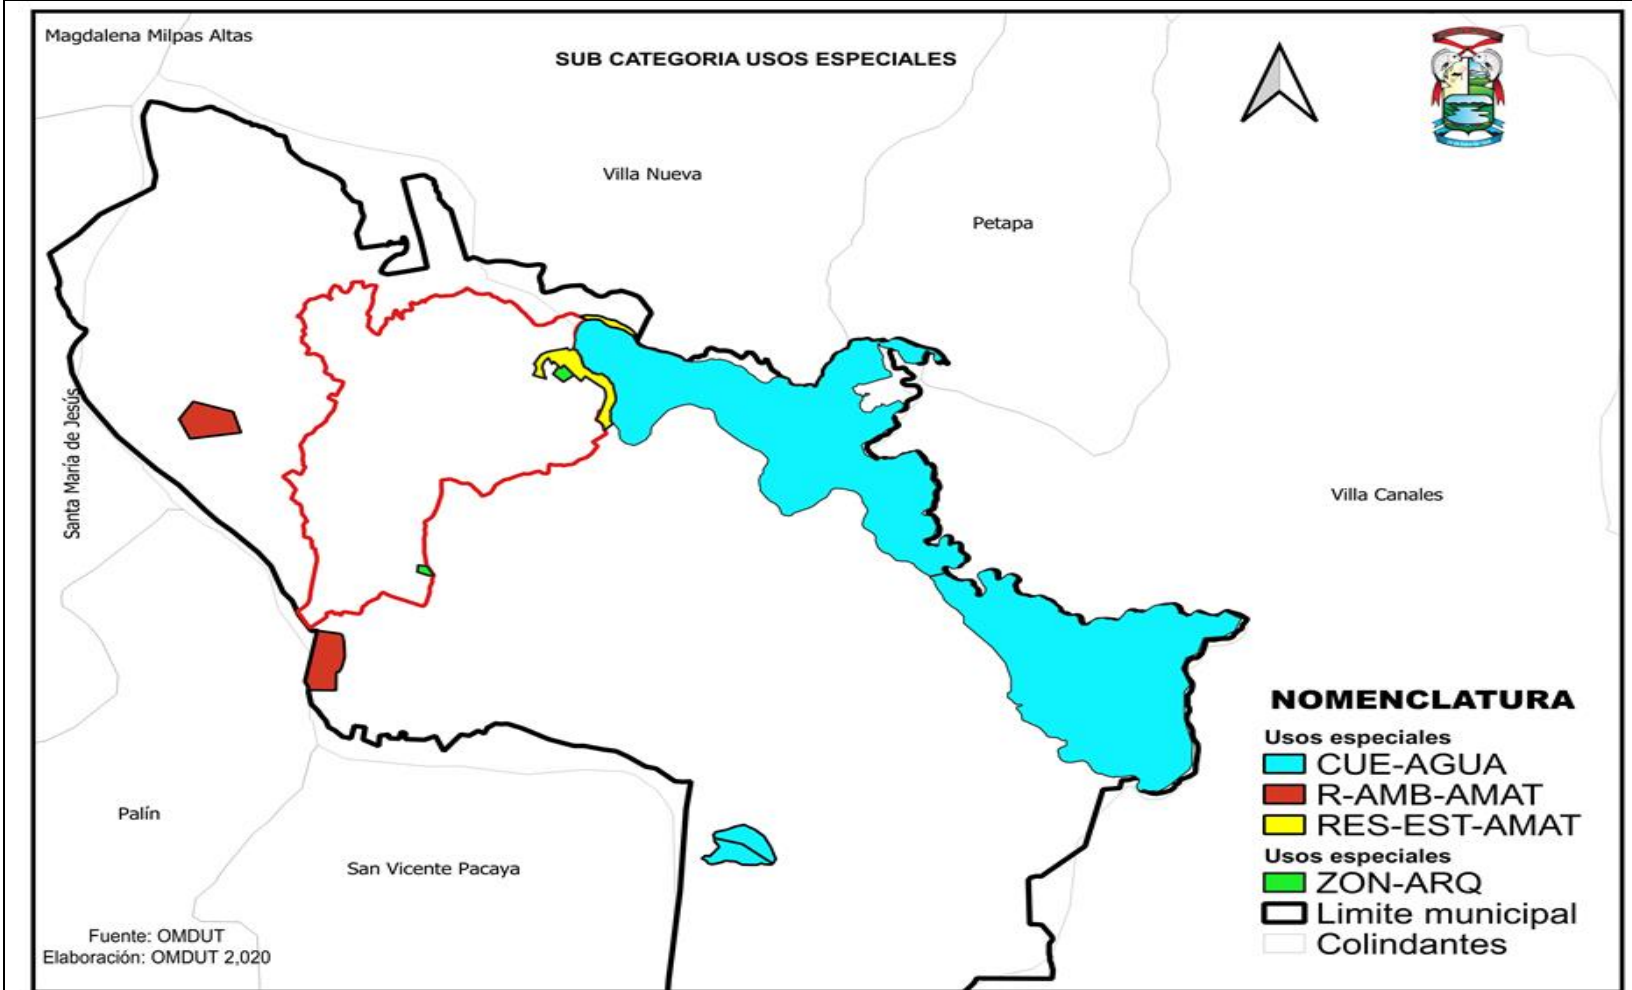 Magdalena Milpas Altas
SUB CATEGORIA USOS ESPECIALES
Villa Nueva
Petapa
Santa María de Jesús
Villa Canales
Palín
San Vicente Pacaya
NOMENCLATURA
Usos especiales
CUE-AGUA
R-AMB-AMAT
RES-EST-AMAT
Usos especiales
ZON-ARQ
Limite municipal
Colindantes
Fuente: OMDUT
Elaboración: OMDUT 2,020